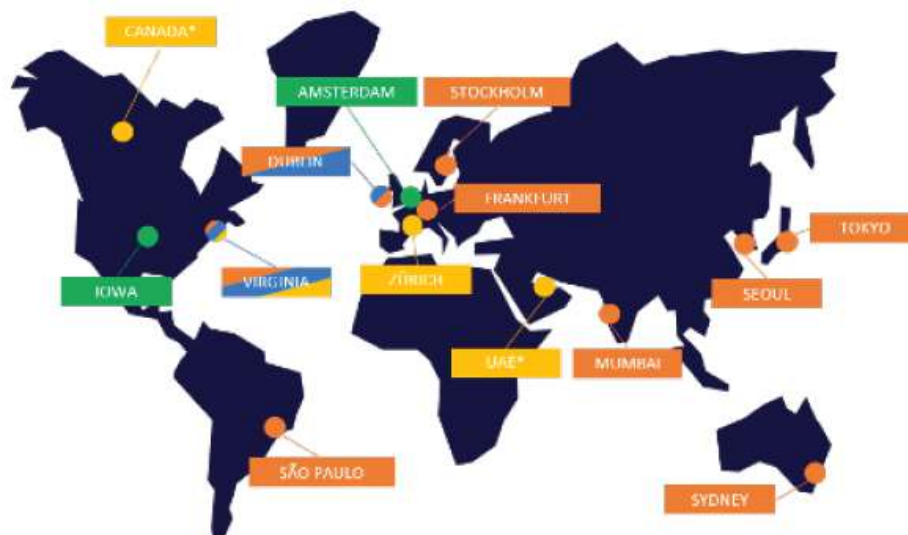 CANADA*
AMSTERDAM
STOCKHOLM
DUBLIN
FRANKFURT
TOKYO
IOWA
VIRGINIA
ZÜRICH
SEOUL
UAE*
MUMBAI
SÃO PAULO
SYDNEY